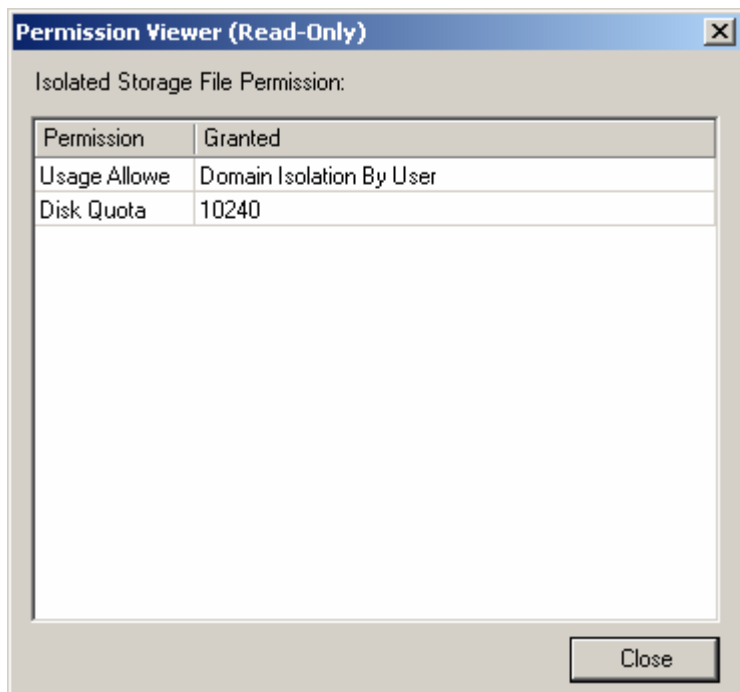 Permission Viewer (Read-Only)
Isolated Storage File Permission:
Permission Granted
Usage Allowe Domain Isolation By User
Disk Quota 10240
Close